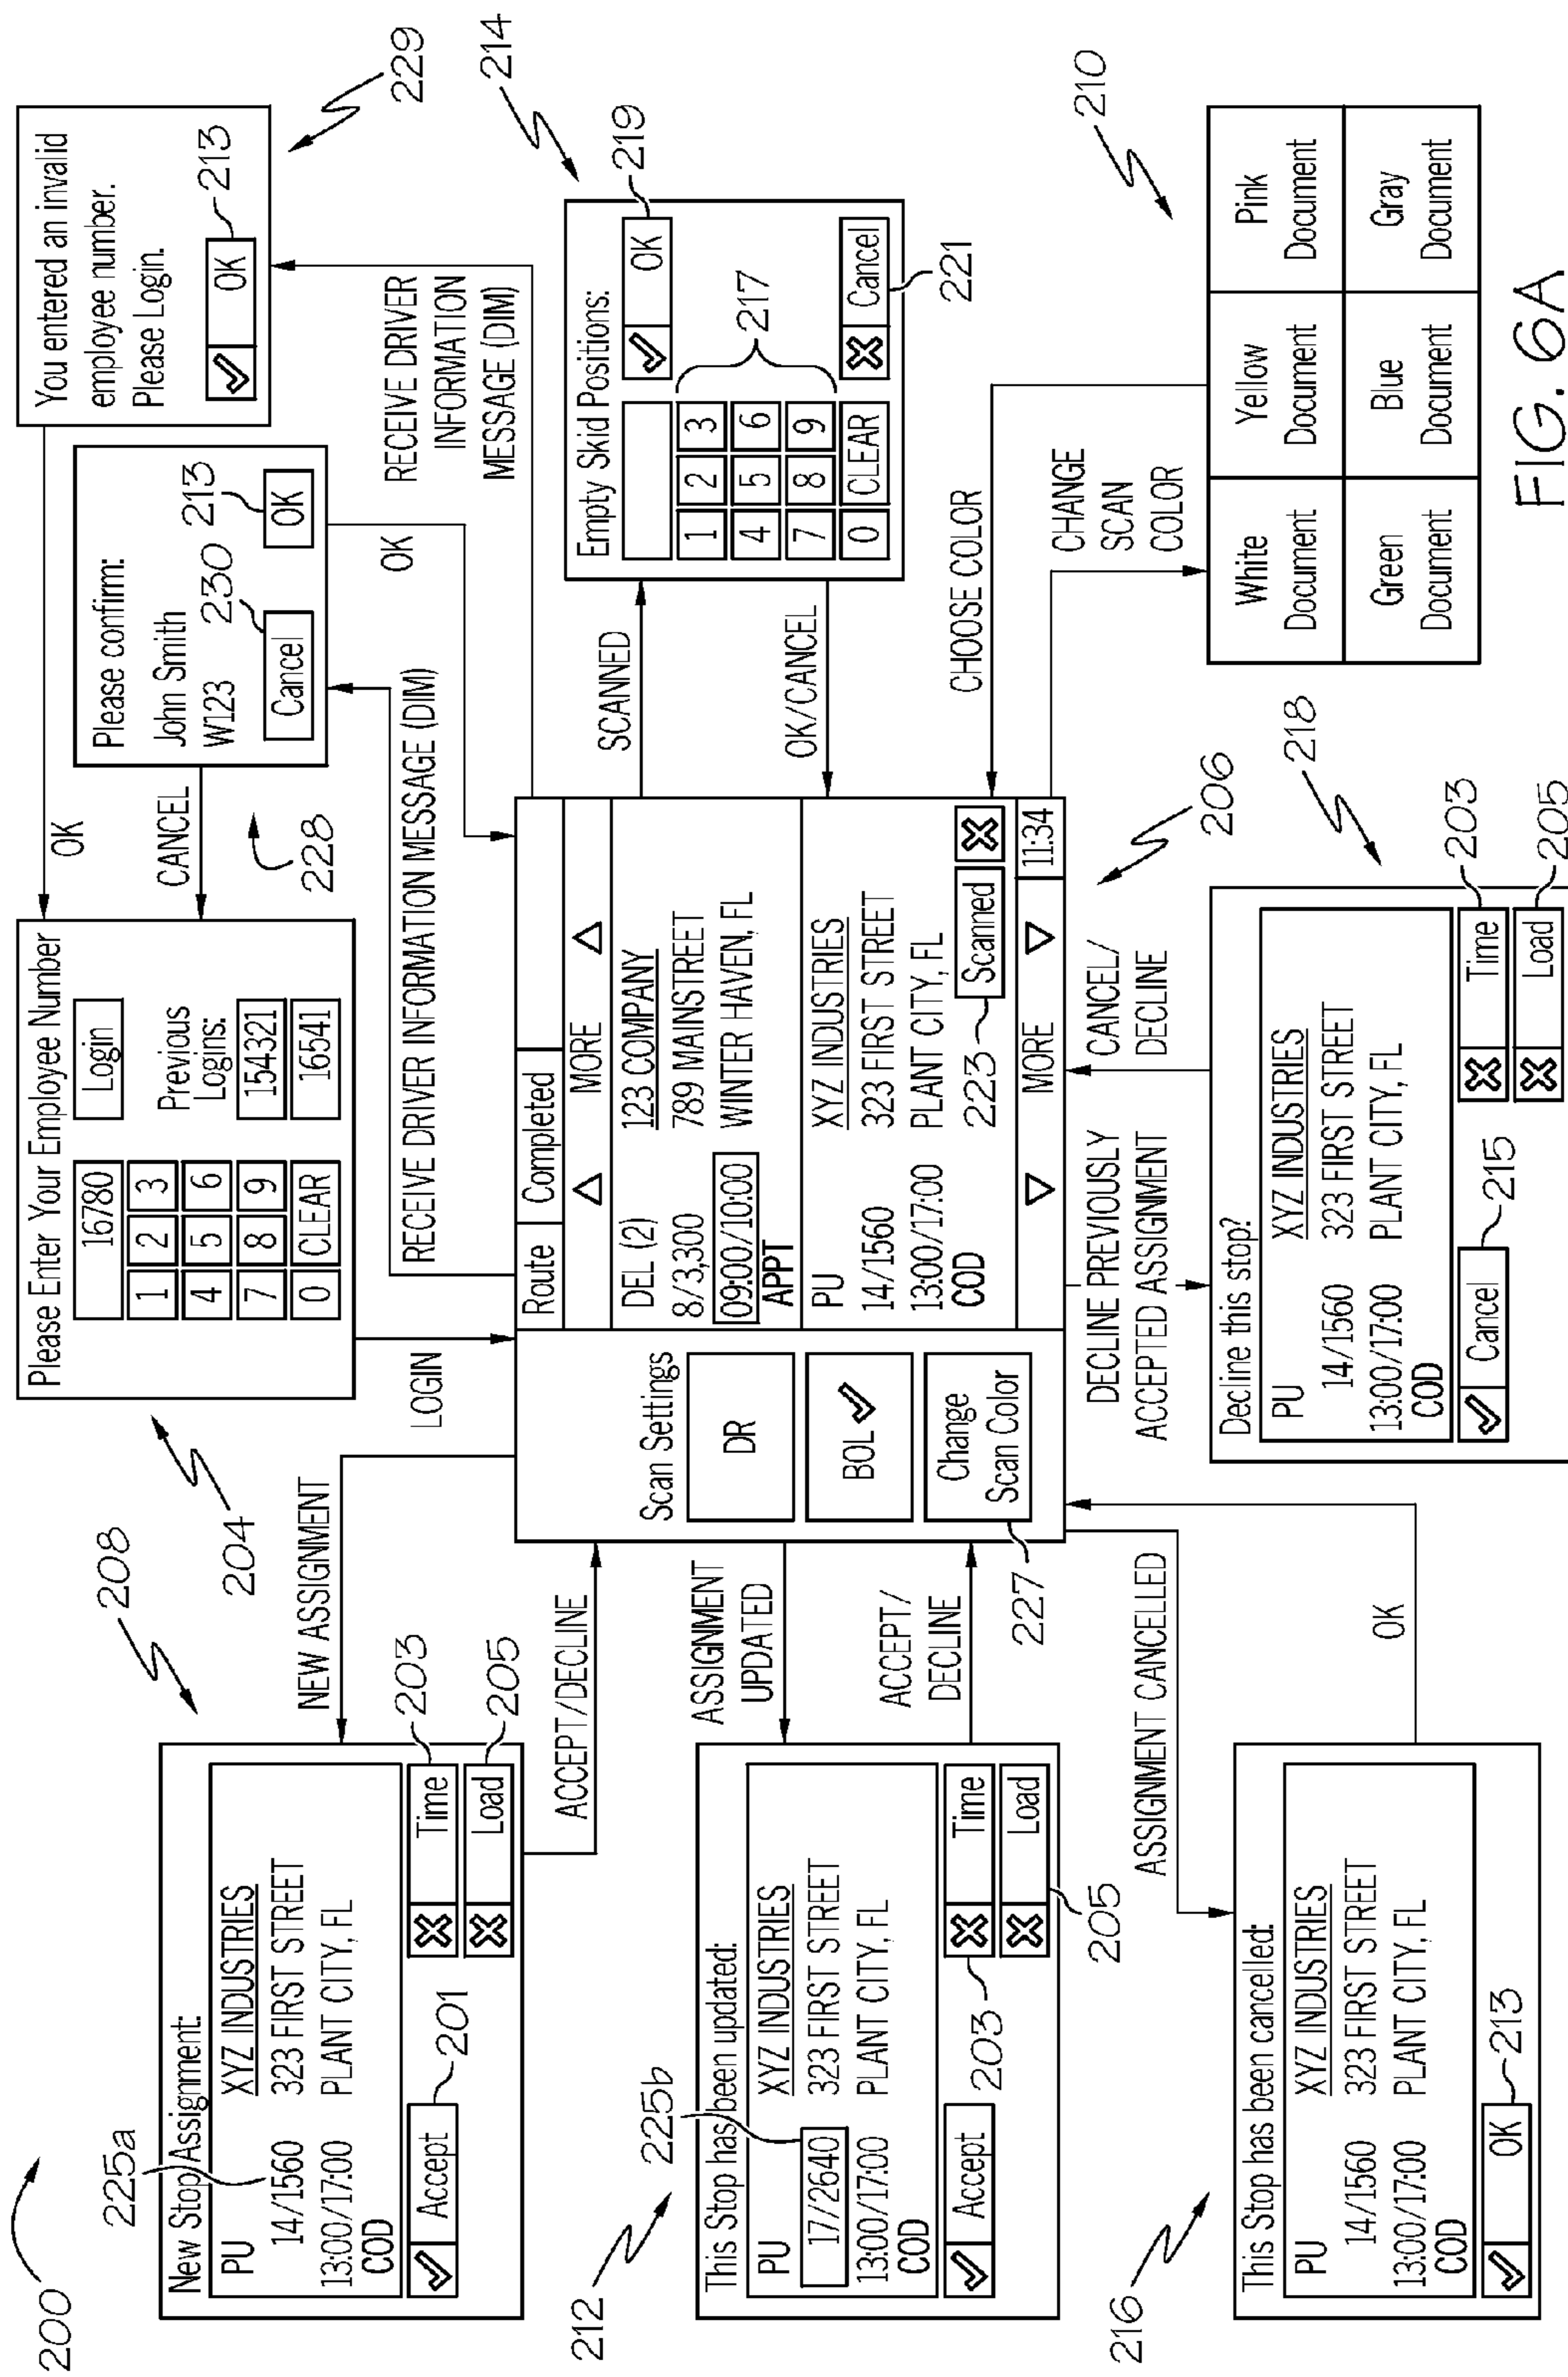 200
208
New Stop Assignment:
225a
PU
XYZ INDUSTRIES
14/1560
323 FIRST STREET
13:00/17:00
PLANT CITY, FL
COD
Accept
201
Time
203
Load
205
NEW ASSIGNMENT
ACCEPT/DECLINE
204
Please Enter Your Employee Number
16780
Login
1 2 3
4 5 6
7 8 9
0 CLEAR
Previous
Logins:
154321
16541
LOGIN
OK
CANCEL
228
Please confirm:
John Smith
W123
230
213
Cancel
OK
OK
RECEIVE DRIVER INFORMATION MESSAGE (DIM)
You entered an invalid
employee number.
Please Login.
OK
213
229
RECEIVE DRIVER
INFORMATION
MESSAGE (DIM)
212
This Stop has been updated:
225b
PU
XYZ INDUSTRIES
17/2640
323 FIRST STREET
13:00/17:00
PLANT CITY, FL
COD
Accept
203
Time
Load
205
ASSIGNMENT
UPDATED
ACCEPT/
DECLINE
Scan Settings
DR
BOL
Change
Scan Color
227
Route
Completed
MORE
DEL (2)
123 COMPANY
8/3,300
789 MAINSTREET
09:00/10:00
WINTER HAVEN, FL
APPT
PU
XYZ INDUSTRIES
14/1560
323 FIRST STREET
13:00/17:00
PLANT CITY, FL
COD
223
Scanned
MORE
11:34
206
SCANNED
OK/CANCEL
214
Empty Skid Positions:
OK
219
1 2 3
4 5 6
7 8 9
0 CLEAR
217
Cancel
221
CHOOSE COLOR
CHANGE
SCAN
COLOR
210
White
Document
Yellow
Document
Pink
Document
Green
Document
Blue
Document
Gray
Document
216
This Stop has been cancelled:
PU
XYZ INDUSTRIES
14/1560
323 FIRST STREET
13:00/17:00
PLANT CITY, FL
COD
OK
213
ASSIGNMENT CANCELLED
OK
DECLINE PREVIOUSLY
ACCEPTED ASSIGNMENT
CANCEL/
DECLINE
218
Decline this stop?
PU
XYZ INDUSTRIES
14/1560
323 FIRST STREET
13:00/17:00
PLANT CITY, FL
COD
Cancel
215
Time
203
Load
205
FIG. 6A